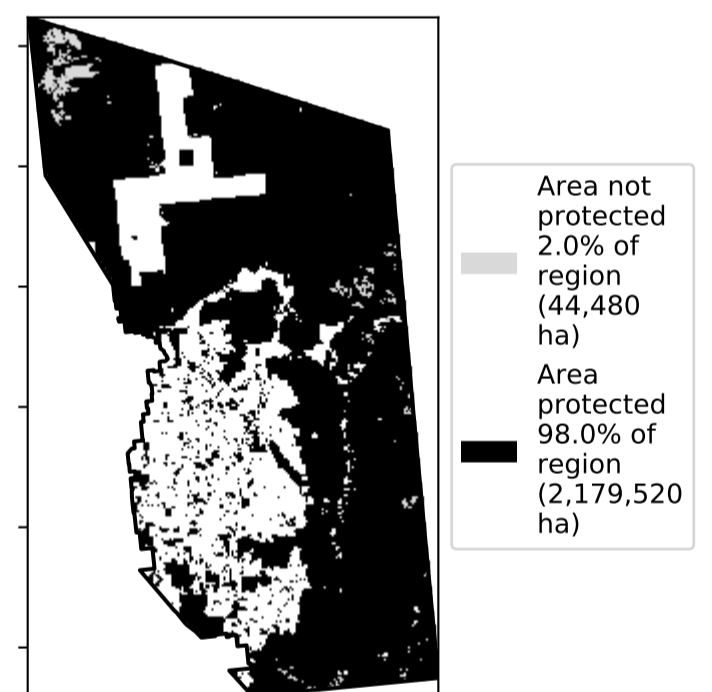 Area not
protected
2.0% of
region
(44,480
ha)
Area
protected
98.0% of
region
(2,179,520
ha)